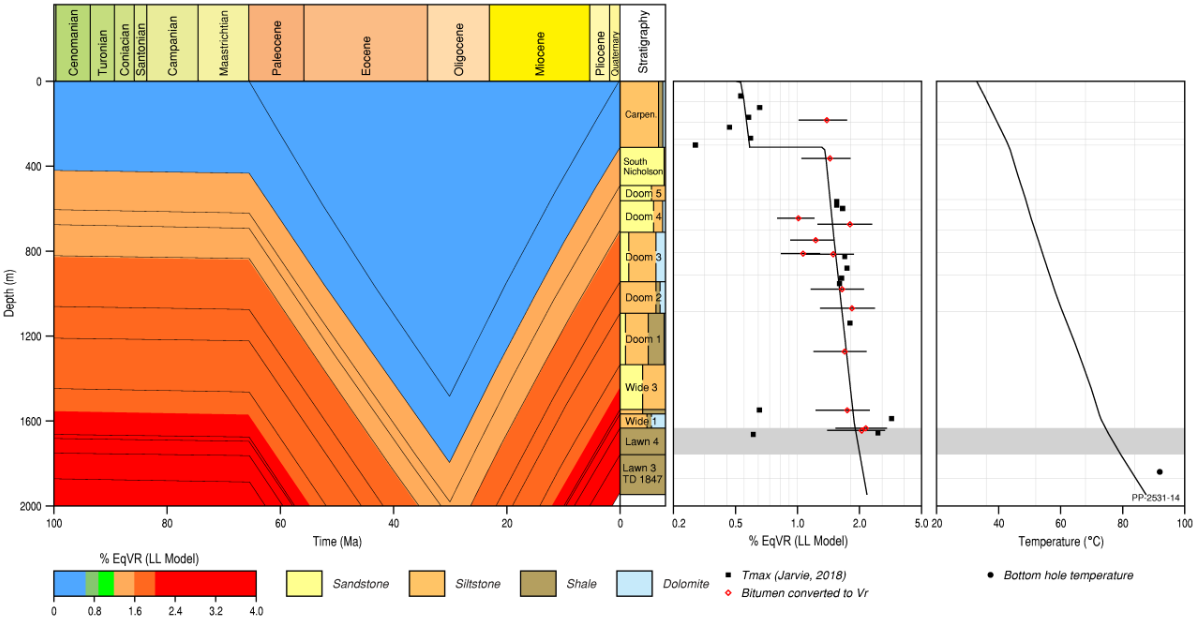 Cenomanian
Turonian
Coniacian
Santonian
Campanian
Maastrichtian
Paleocene
Eocene
Oligocene
Miocene
Pliocene
Quaternary
Stratigraphy
0
400
800
1200
1600
2000
Depth (m)
100
80
60
40
20
0
Time (Ma)
Carpen.
South
Nicholson
Doom 5
Doom 4
Doom 3
Doom 2
Doom 1
Wide 3
Wide 1
Lawn 4
Lawn 3
TD 1847
0.2
0.5
1.0
2.0
5.0
% EqVR (LL Model)
PP-2531-14
20
40
60
80
100
Temperature (°C)
% EqVR (LL Model)
0
0.8
1.6
2.4
3.2
4.0
Sandstone
Siltstone
Shale
Dolomite
Tmax (Jarvie, 2018)
Bitumen converted to Vr
Bottom hole temperature